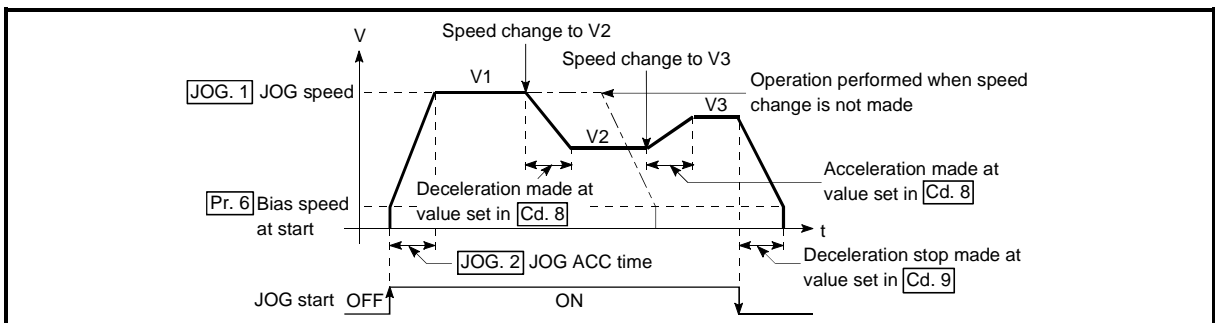 V
Speed change to V2
Speed change to V3
JOG. 1 JOG speed
V1
Operation performed when speed
change is not made
V3
V2
Pr. 6 Bias speed
at start
Deceleration made at
value set in Cd. 8
Acceleration made at
value set in Cd. 8
t
JOG. 2 JOG ACC time
Deceleration stop made at
value set in Cd. 9
JOG start OFF
ON